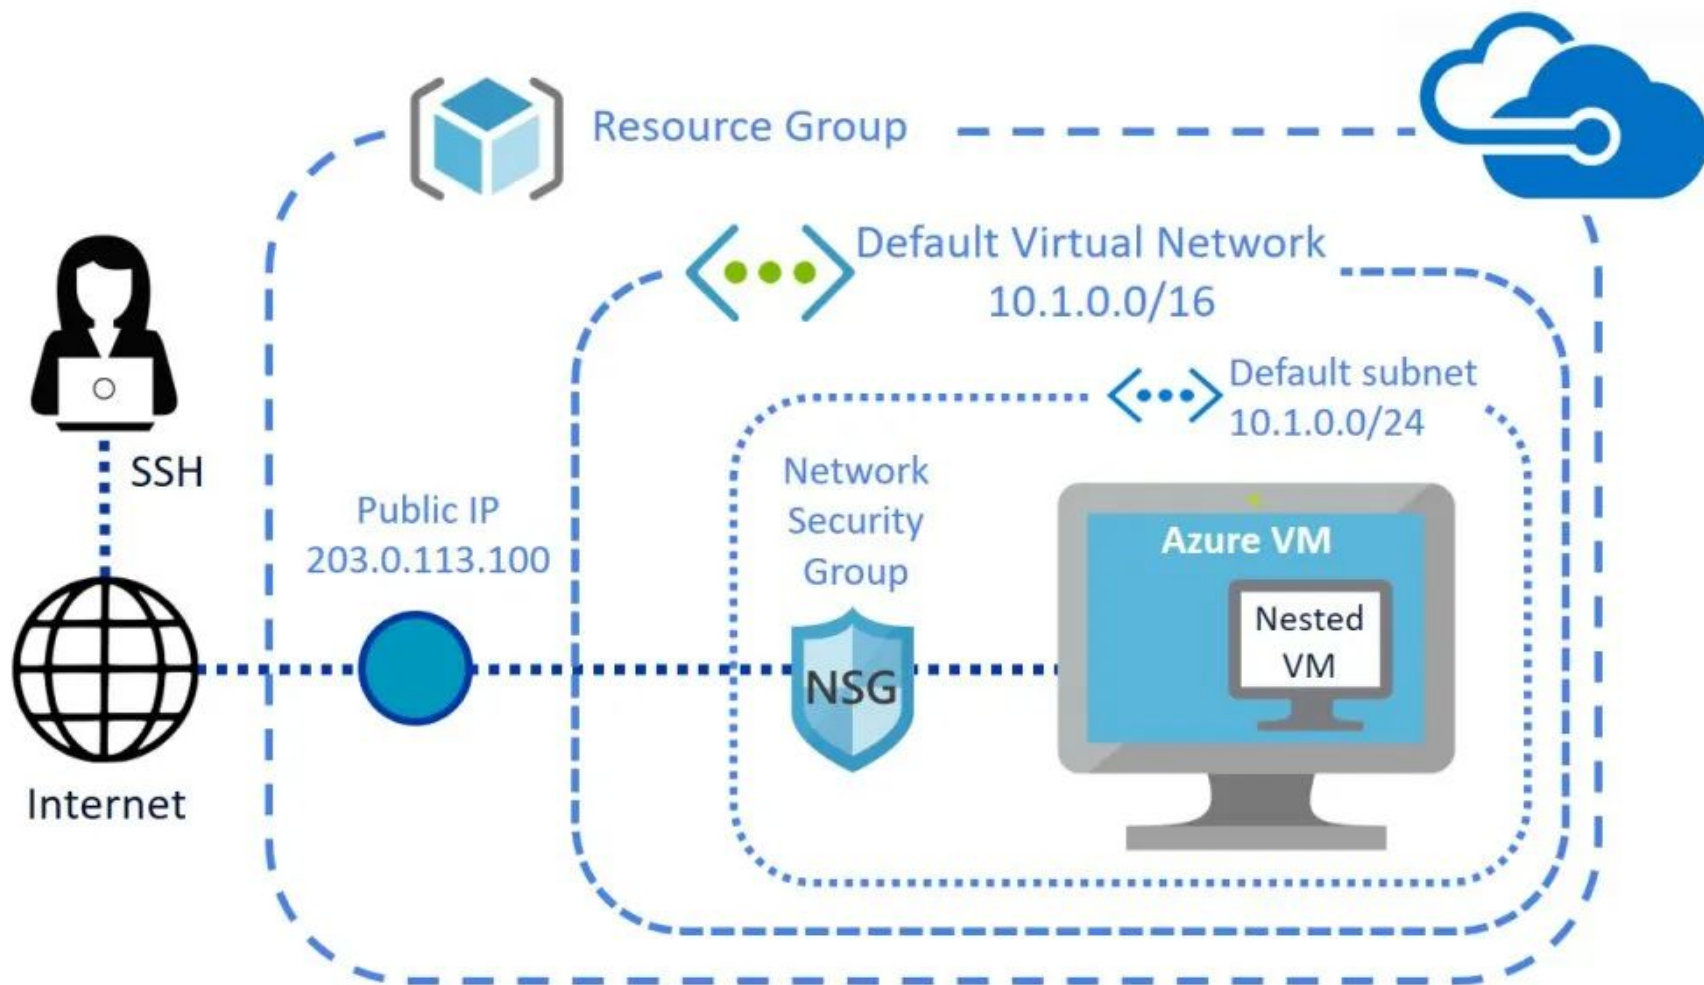 Resource Group
Default Virtual Network
10.1.0.0/16
Default subnet
10.1.0.0/24
SSH
Network
Security
Group
Public IP
203.0.113.100
Azure VM
Nested
VM
NSG
Internet